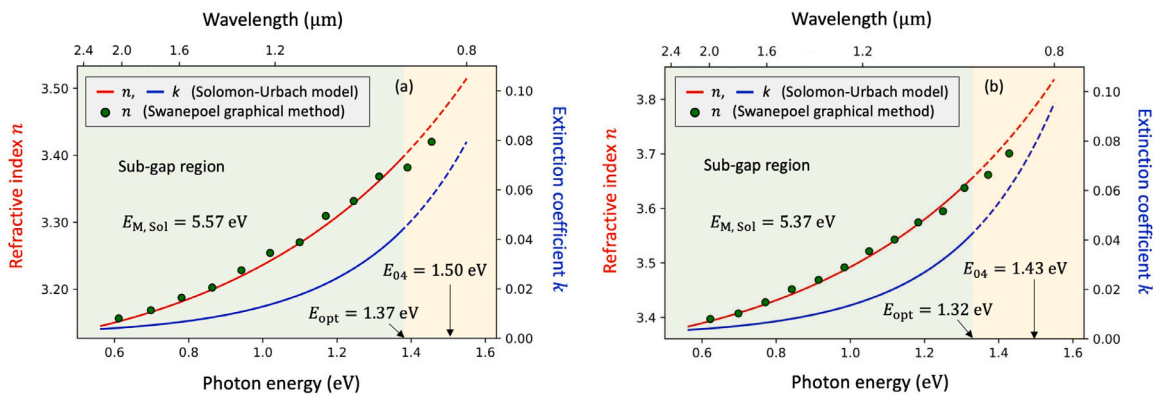 Wavelength (μm)
2.4 2.0 1.6 1.2 0.8
3.50
3.40
3.30
3.20
Refractive index n
n, k (Solomon-Urbach model)
n (Swanepoel graphical method)
(a)
Sub-gap region
E_M, Sol = 5.57 eV
E_04 = 1.50 eV
E_opt = 1.37 eV
0.10
0.08
0.06
0.04
0.02
0.00
Extinction coefficient k
0.6 0.8 1.0 1.2 1.4 1.6
Photon energy (eV)
Wavelength (μm)
2.4 2.0 1.6 1.2 0.8
3.8
3.7
3.6
3.5
3.4
Refractive index n
n, k (Solomon-Urbach model)
n (Swanepoel graphical method)
(b)
Sub-gap region
E_M, Sol = 5.37 eV
E_04 = 1.43 eV
E_opt = 1.32 eV
0.10
0.08
0.06
0.04
0.02
0.00
Extinction coefficient k
0.6 0.8 1.0 1.2 1.4 1.6
Photon energy (eV)